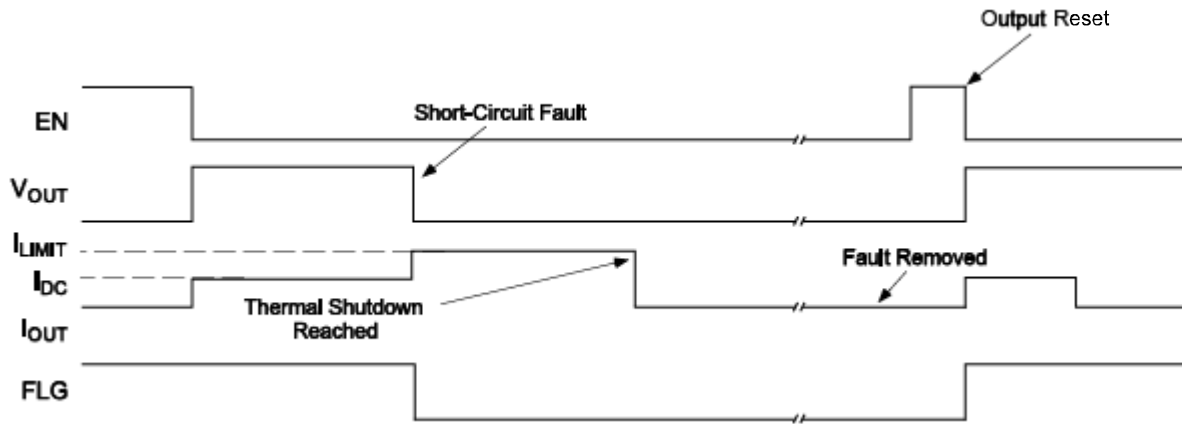 Output Reset
EN
Short-Circuit Fault
VOUT
ILIMIT
IDC
Fault Removed
Thermal Shutdown
Reached
IOUT
FLG